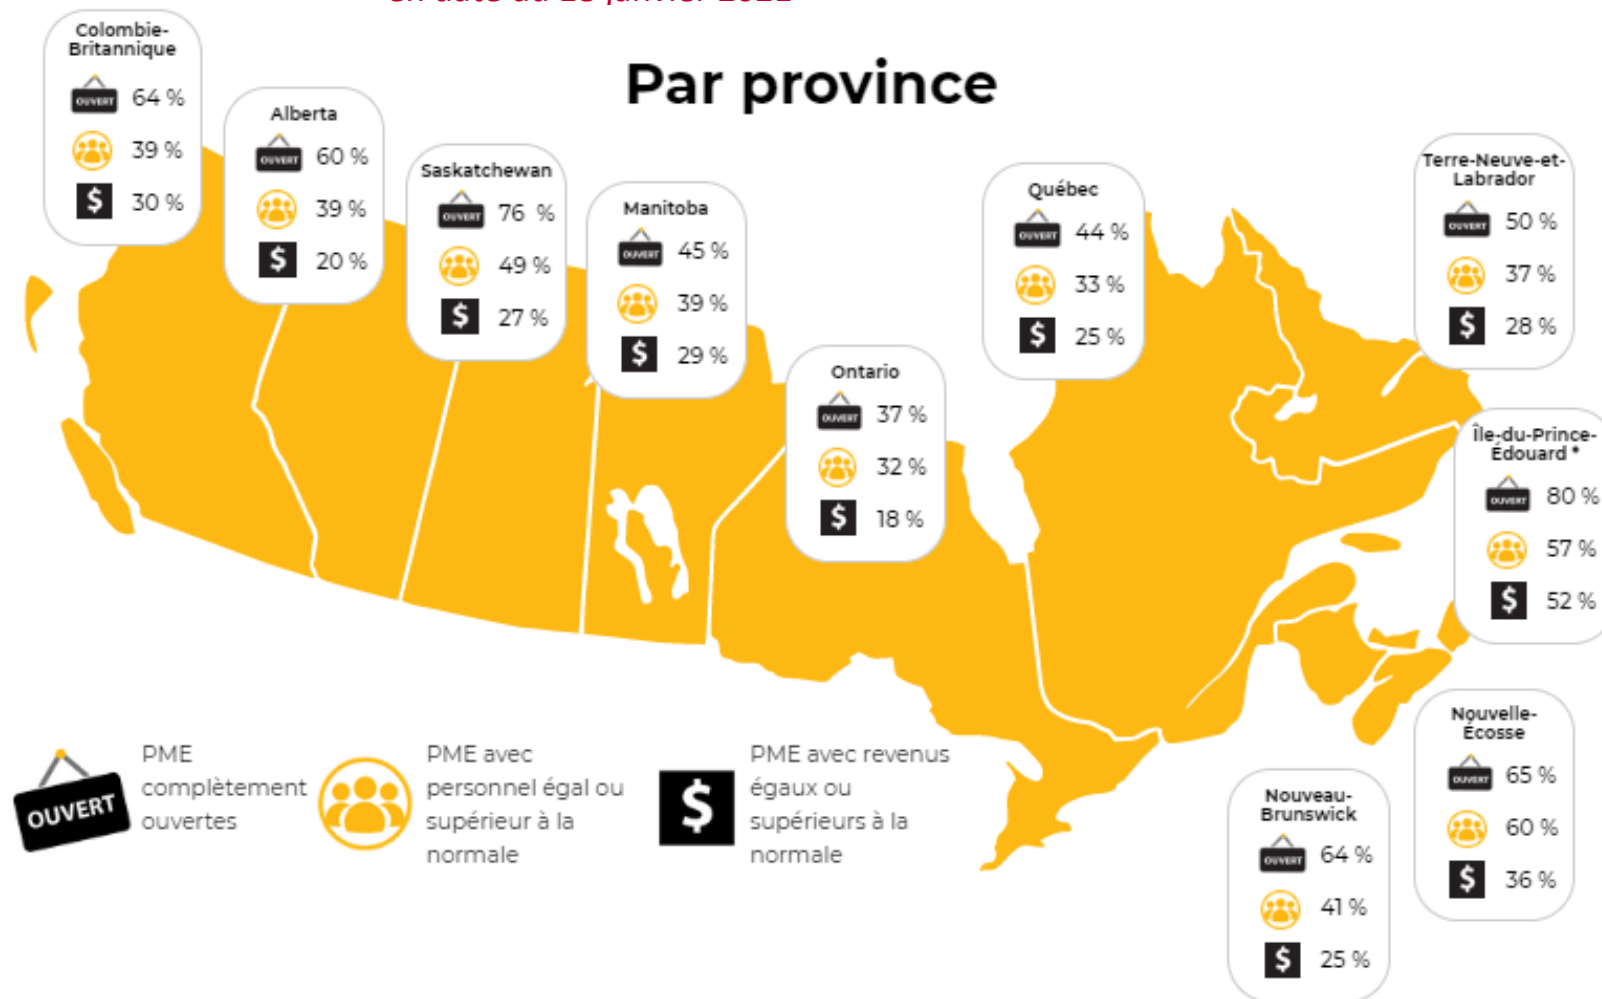 Par province
Colombie-
Britannique
OUVERT 64 %
39 %
$ 30 %
Alberta
OUVERT 60 %
39 %
$ 20 %
Saskatchewan
OUVERT 76 %
49 %
$ 27 %
Manitoba
OUVERT 45 %
39 %
$ 29 %
Ontario
OUVERT 37 %
32 %
$ 18 %
Québec
OUVERT 44 %
33 %
$ 25 %
Terre-Neuve-et-
Labrador
OUVERT 50 %
37 %
$ 28 %
Île-du-Prince-
Édouard *
OUVERT 80 %
57 %
$ 52 %
Nouvelle-
Écosse
OUVERT 65 %
60 %
$ 36 %
Nouveau-
Brunswick
OUVERT 64 %
41 %
$ 25 %
OUVERT
PME
complètement
ouvertes
PME avec
personnel égal ou
supérieur à la
normale
$
PME avec revenus
égaux ou
supérieurs à la
normale